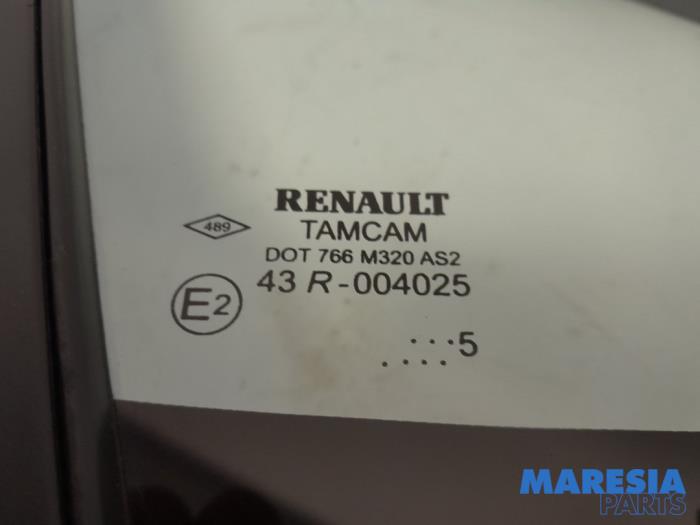 RENAULT
489
TAMCAM
DOT 766 M320 AS2
E2
43 R-004025
....5
....
MARESIA
PARTS